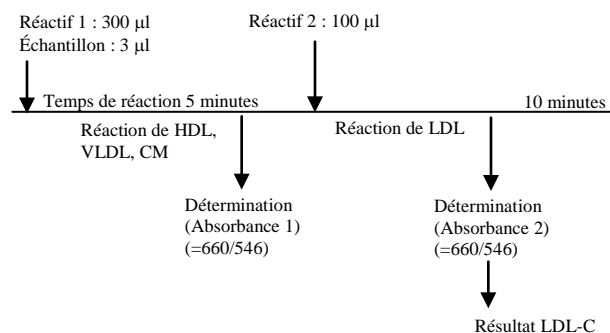 Réactif 1 : 300 µl
Échantillon : 3 µl
Réactif 2 : 100 µl
Temps de réaction 5 minutes
10 minutes
Réaction de HDL,
VLDL, CM
Réaction de LDL
Détermination
(Absorbance 1)
(=660/546)
Détermination
(Absorbance 2)
(=660/546)
Résultat LDL-C